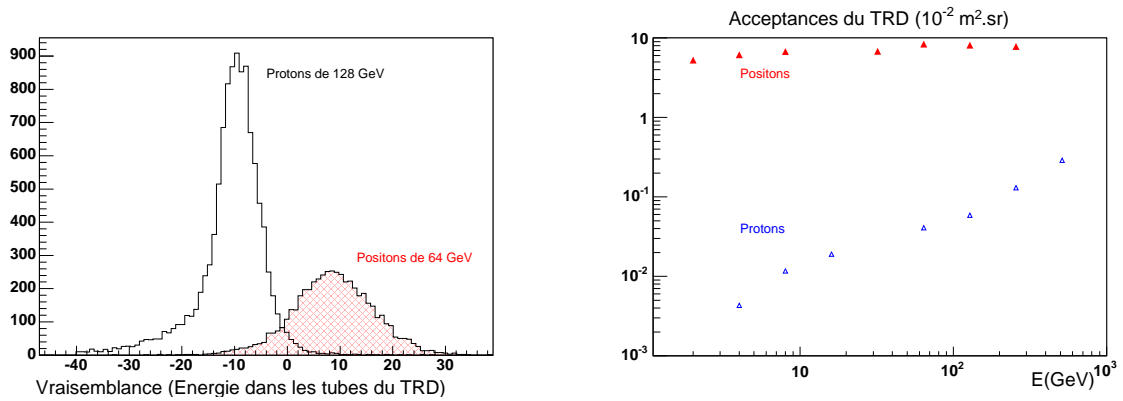 900
800
700
600
500
400
300
200
100
0
-40 -30 -20 -10 0 10 20 30
Protons de 128 GeV
Positons de 64 GeV
Vraisemblance (Energie dans les tubes du TRD)
Acceptances du TRD (10⁻² m².sr)
10
1
10⁻¹
10⁻²
10⁻³
Positons
Protons
10 10² 10³
E(GeV)